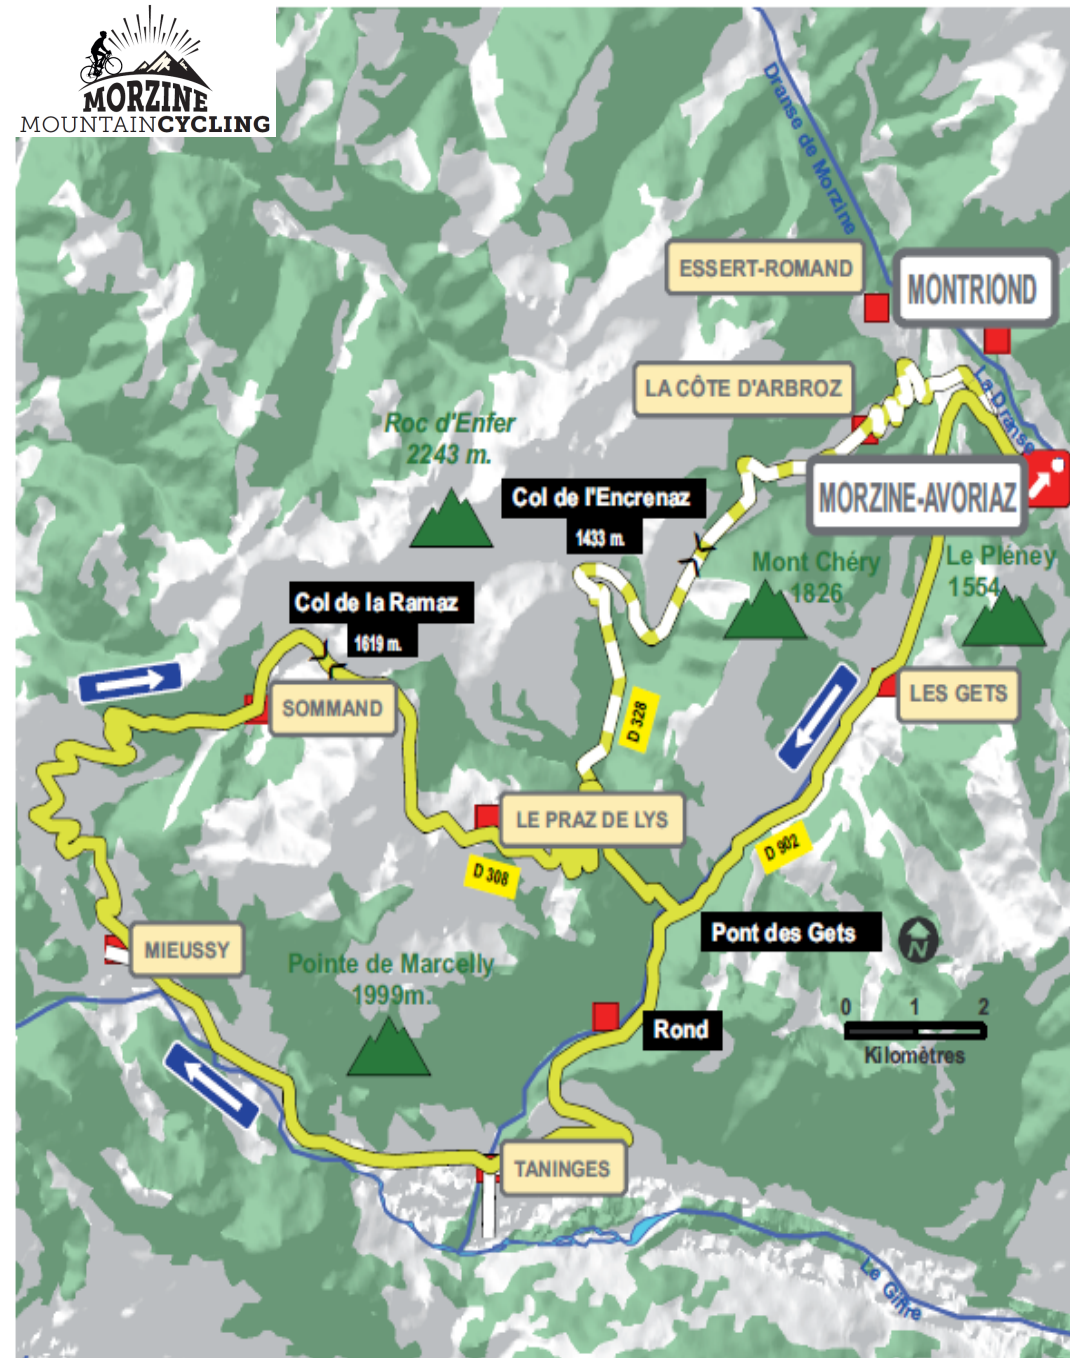 MORZINE
MOUNTAINCYCLING
Dranse de Morzine
ESSERT-ROMAND
MONTRIOND
LA CÔTE D'ARBROZ
La Dranse
Roc d'Enfer
2243 m.
Col de l'Encrenaz
1433 m.
MORZINE-AVORIAZ
Mont Chéry
1826
Le Pléney
1554
Col de la Ramaz
1619 m.
SOMMAND
LES GETS
D 328
LE PRAZ DE LYS
D 902
D 308
Pont des Gets
N
MIEUSSY
Pointe de Marcelly
1999m.
0 1 2
Kilomètres
Rond
TANINGES
Le Giffre